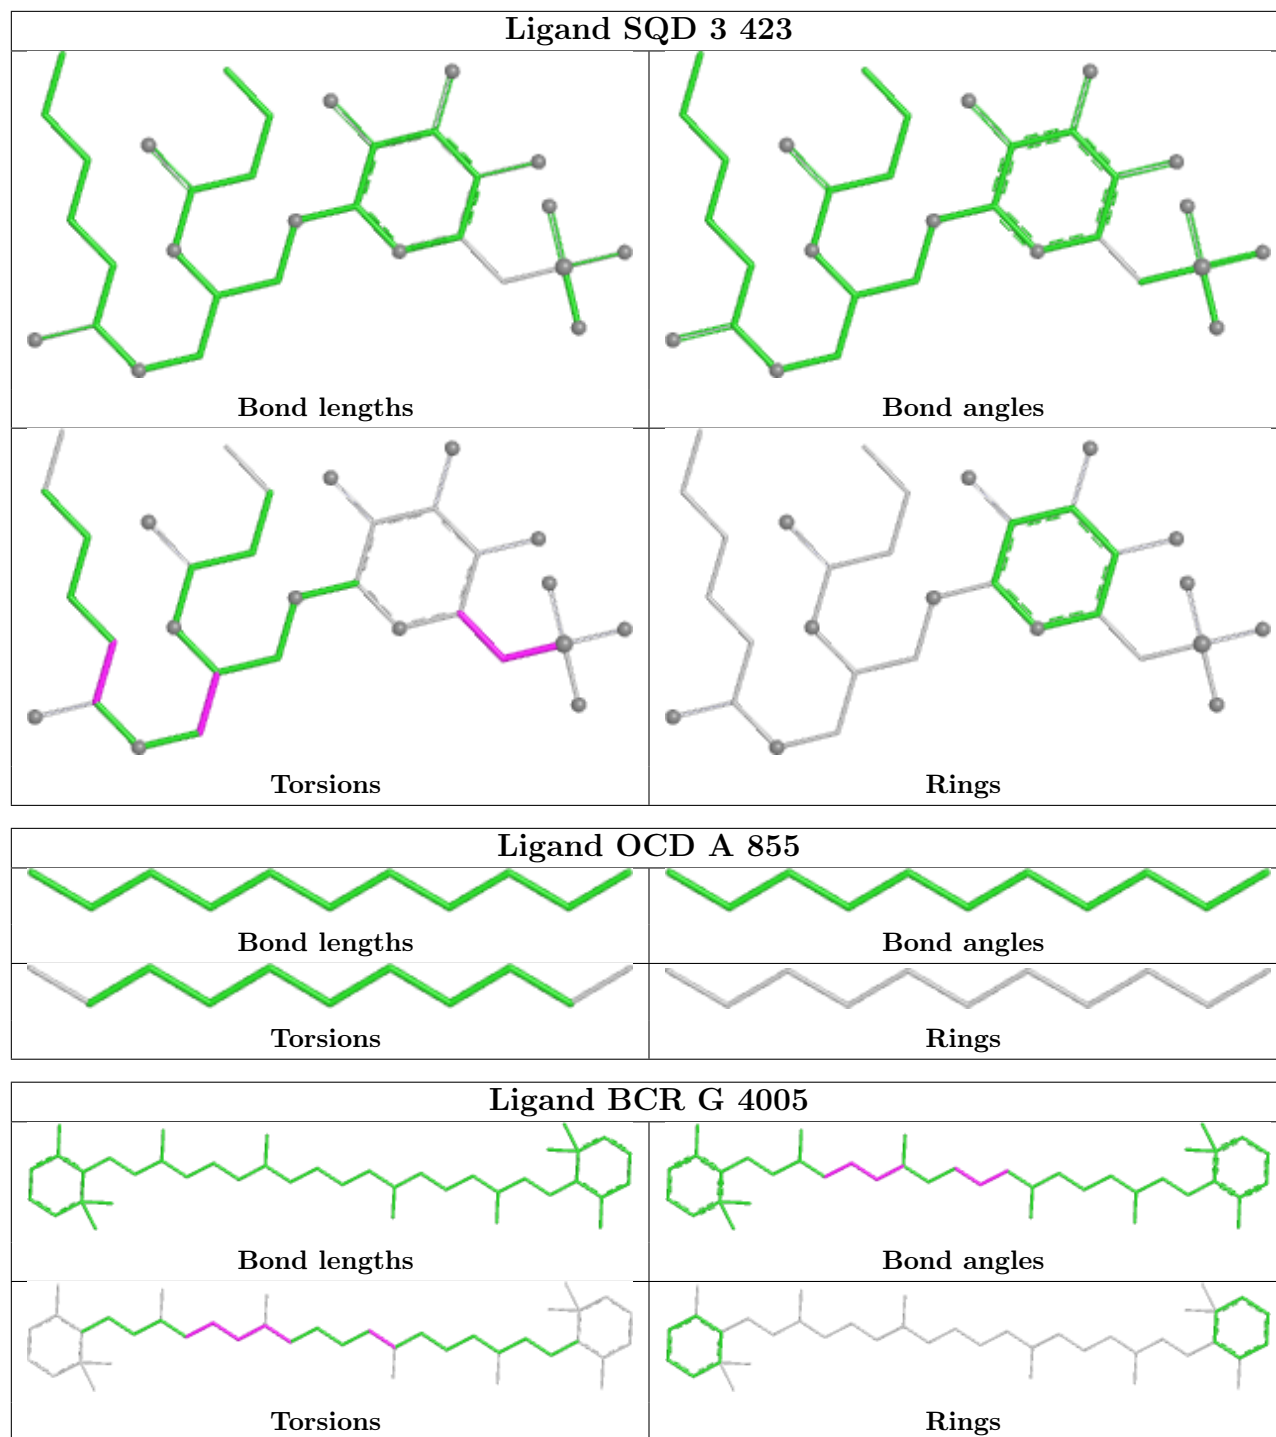 Ligand SQD 3 423
Bond lengths
Bond angles
Torsions
Rings
Ligand OCD A 855
Bond lengths
Bond angles
Torsions
Rings
Ligand BCR G 4005
Bond lengths
Bond angles
Torsions
Rings